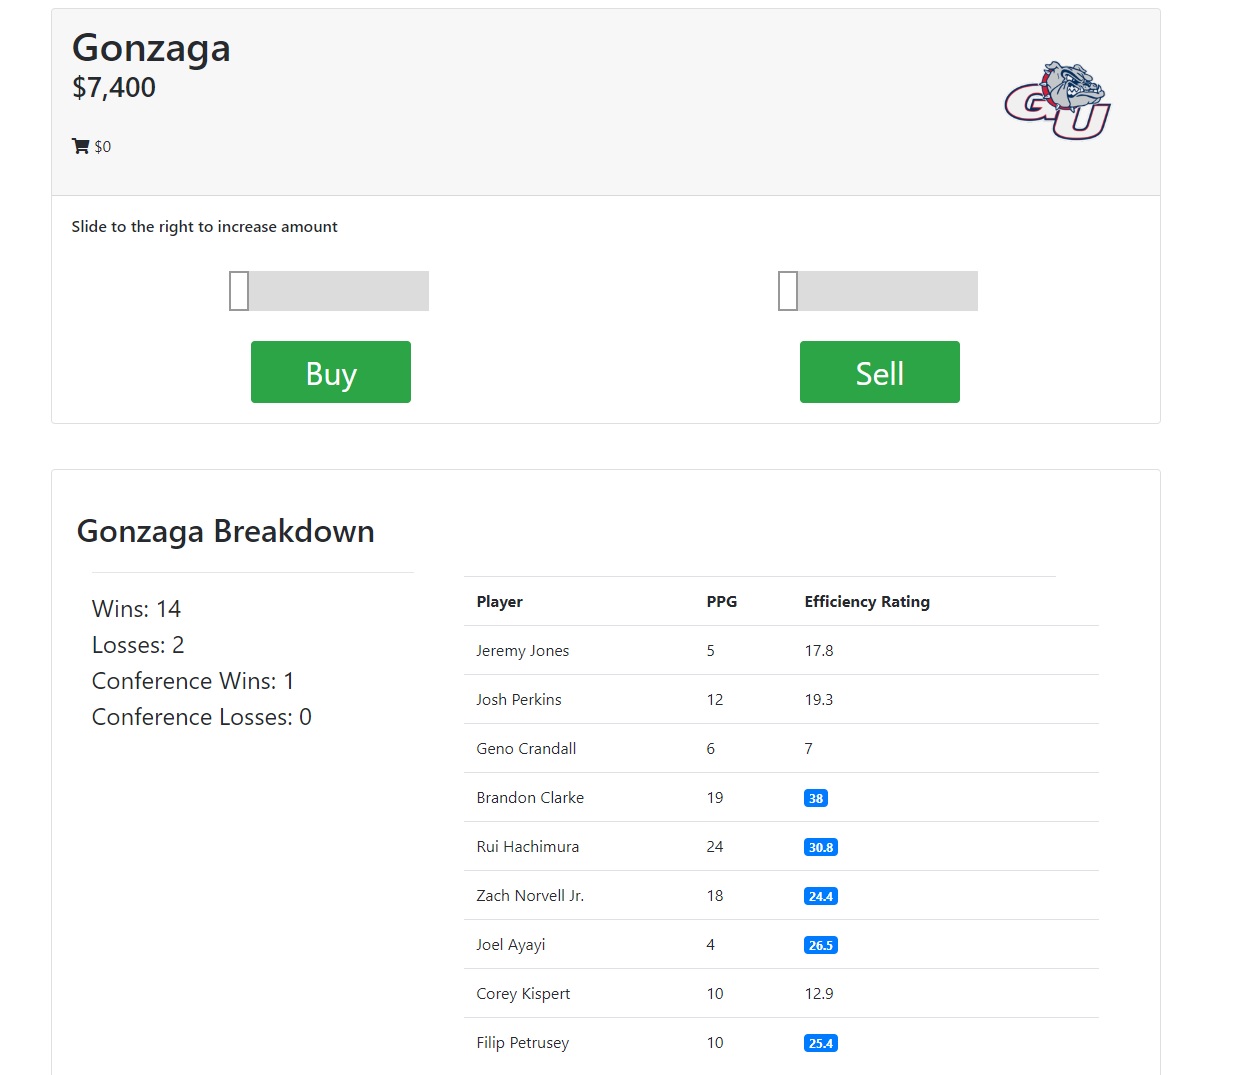 Gonzaga
$7,400
GU
$0
Slide to the right to increase amount
Buy
Sell
Gonzaga Breakdown
Wins: 14
Losses: 2
Conference Wins: 1
Conference Losses: 0
Player PPG Efficiency Rating
Jeremy Jones 5 17.8
Josh Perkins 12 19.3
Geno Crandall 6 7
Brandon Clarke 19 38
Rui Hachimura 24 30.8
Zach Norvell Jr. 18 24.4
Joel Ayayi 4 26.5
Corey Kispert 10 12.9
Filip Petrusey 10 25.4